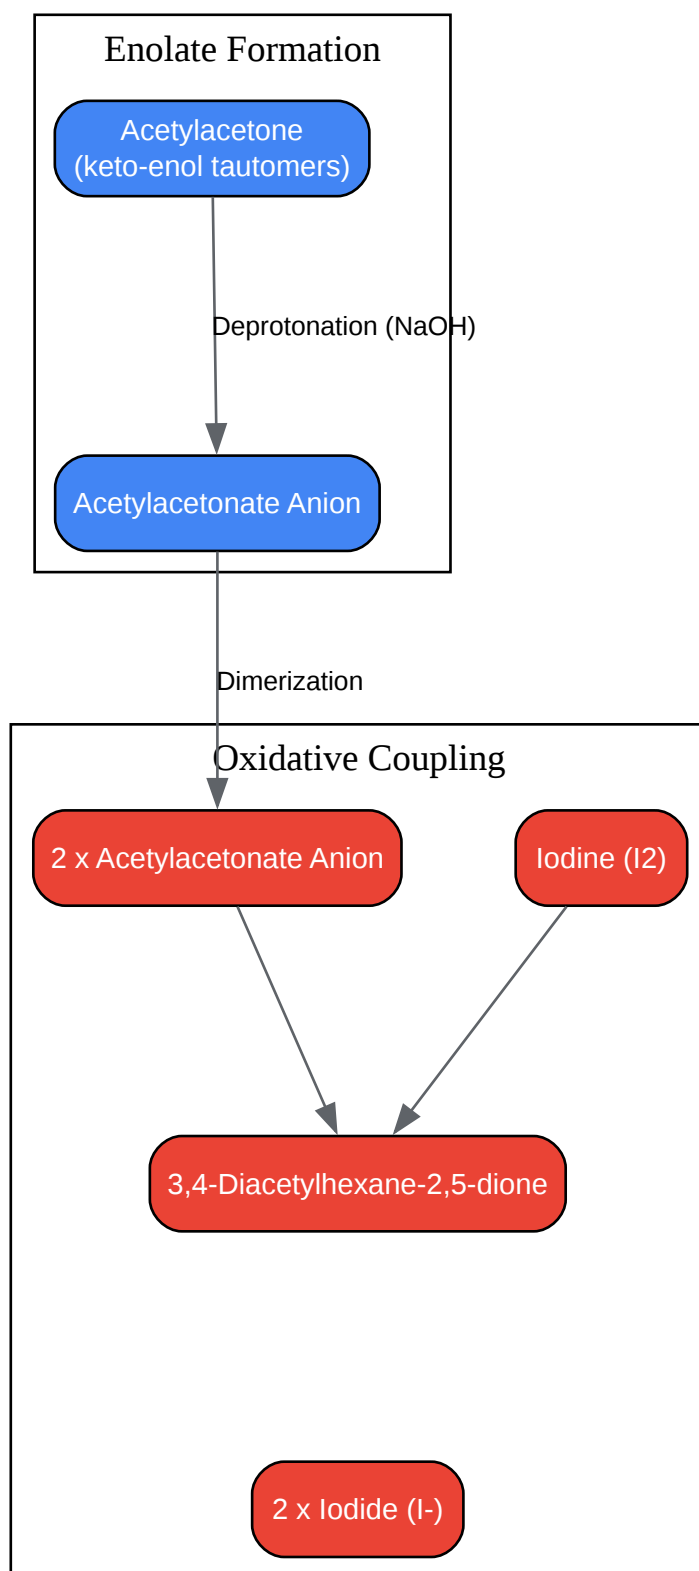 Enolate Formation
Acetylacetone
(keto-enol tautomers)
Deprotonation (NaOH)
Acetylacetonate Anion
Dimerization
Oxidative Coupling
2 x Acetylacetonate Anion
Iodine (I2)
3,4-Diacetylhexane-2,5-dione
2 x Iodide (I-)